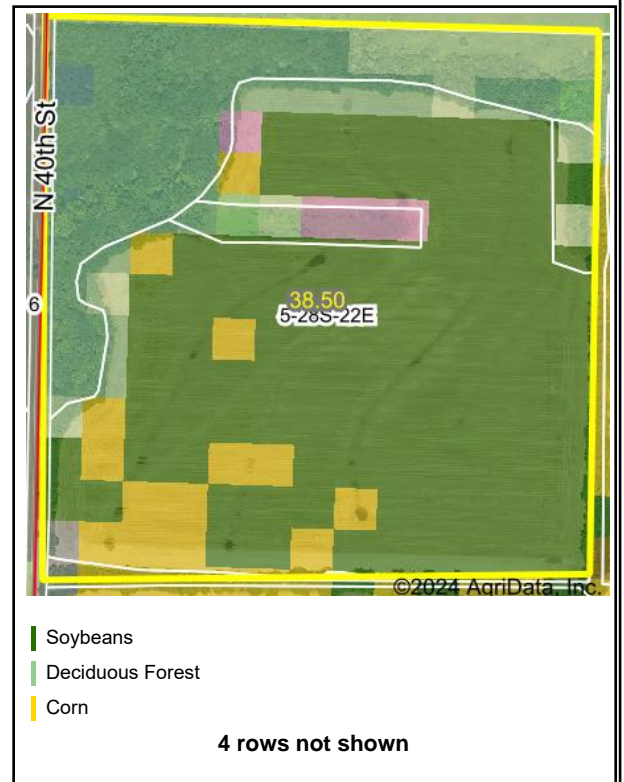 N 40th St
6
38.50
5-28S-22E
©2024 AgriData, Inc.
Soybeans
Deciduous Forest
Corn
4 rows not shown